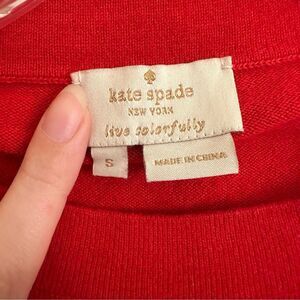 kate spade
NEW YORK
live colorfully
S
MADE IN CHINA